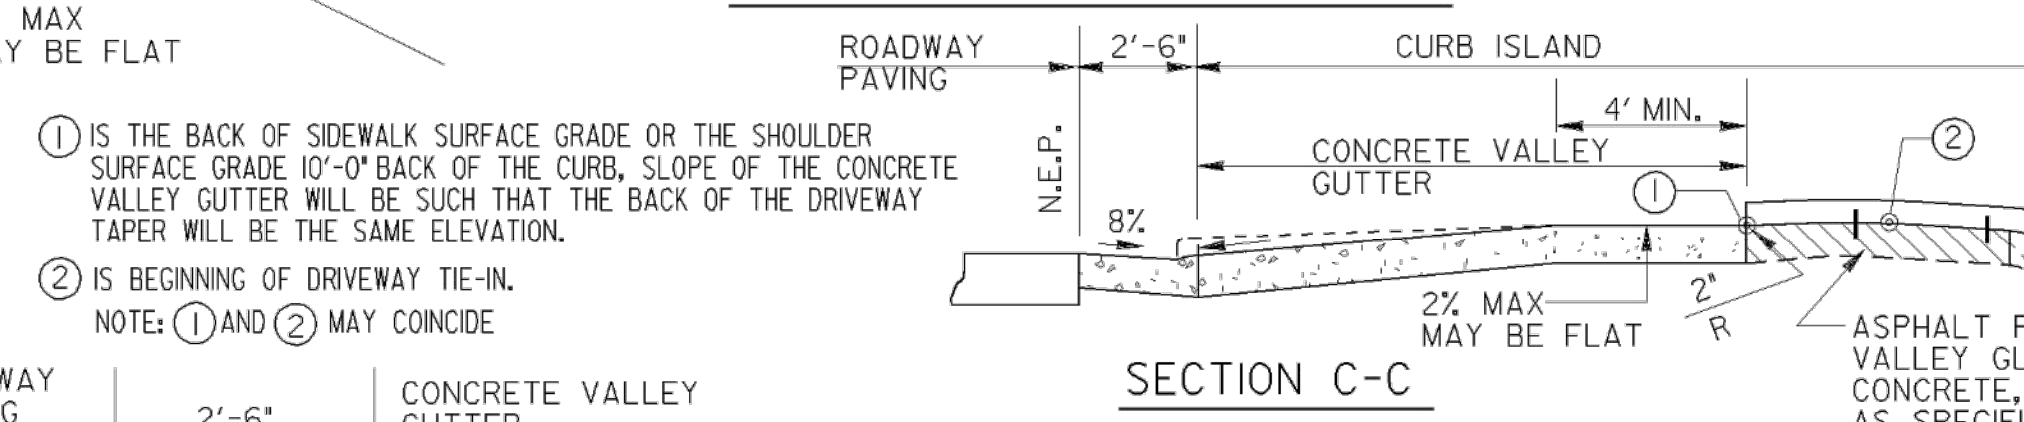 MAX
Y BE FLAT
① IS THE BACK OF SIDEWALK SURFACE GRADE OR THE SHOULDER
SURFACE GRADE 10'-0" BACK OF THE CURB, SLOPE OF THE CONCRETE
VALLEY GUTTER WILL BE SUCH THAT THE BACK OF THE DRIVEWAY
TAPER WILL BE THE SAME ELEVATION.
② IS BEGINNING OF DRIVEWAY TIE-IN.
NOTE: ① AND ② MAY COINCIDE
WAY
G
2'-6"
CONCRETE VALLEY
GUTTER
ROADWAY
PAVING
2'-6"
CURB ISLAND
4' MIN.
N.E.P.
CONCRETE VALLEY
GUTTER
①
②
8%
2% MAX
MAY BE FLAT
2"
R
ASPHALT F
VALLEY GU
CONCRETE,
AS SPECIF
SECTION C-C